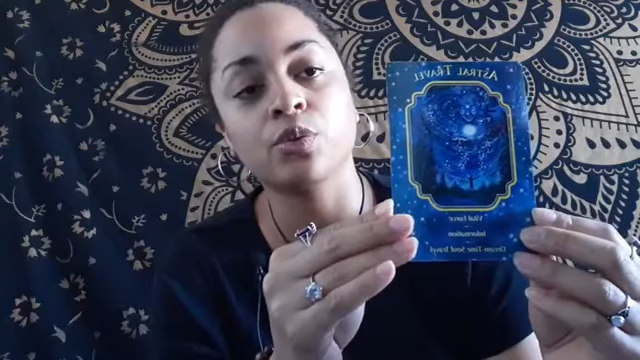 ASTRAL TRAVEL
Vital Force
Information
Dream-Time Soul Travel